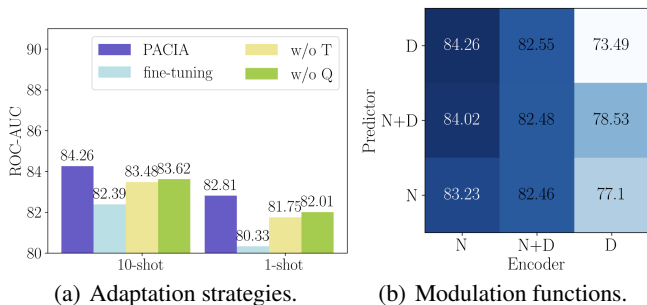 90
88
86
84
82
80
ROC-AUC
PACIA
fine-tuning
w/o T
w/o Q
84.26
82.39
83.48
83.62
82.81
80.33
81.75
82.01
10-shot
1-shot
(a) Adaptation strategies.
Predictor
D
84.26 82.55 73.49
N+D
84.02 82.48 78.53
N
83.23 82.46 77.1
N N+D D
Encoder
(b) Modulation functions.